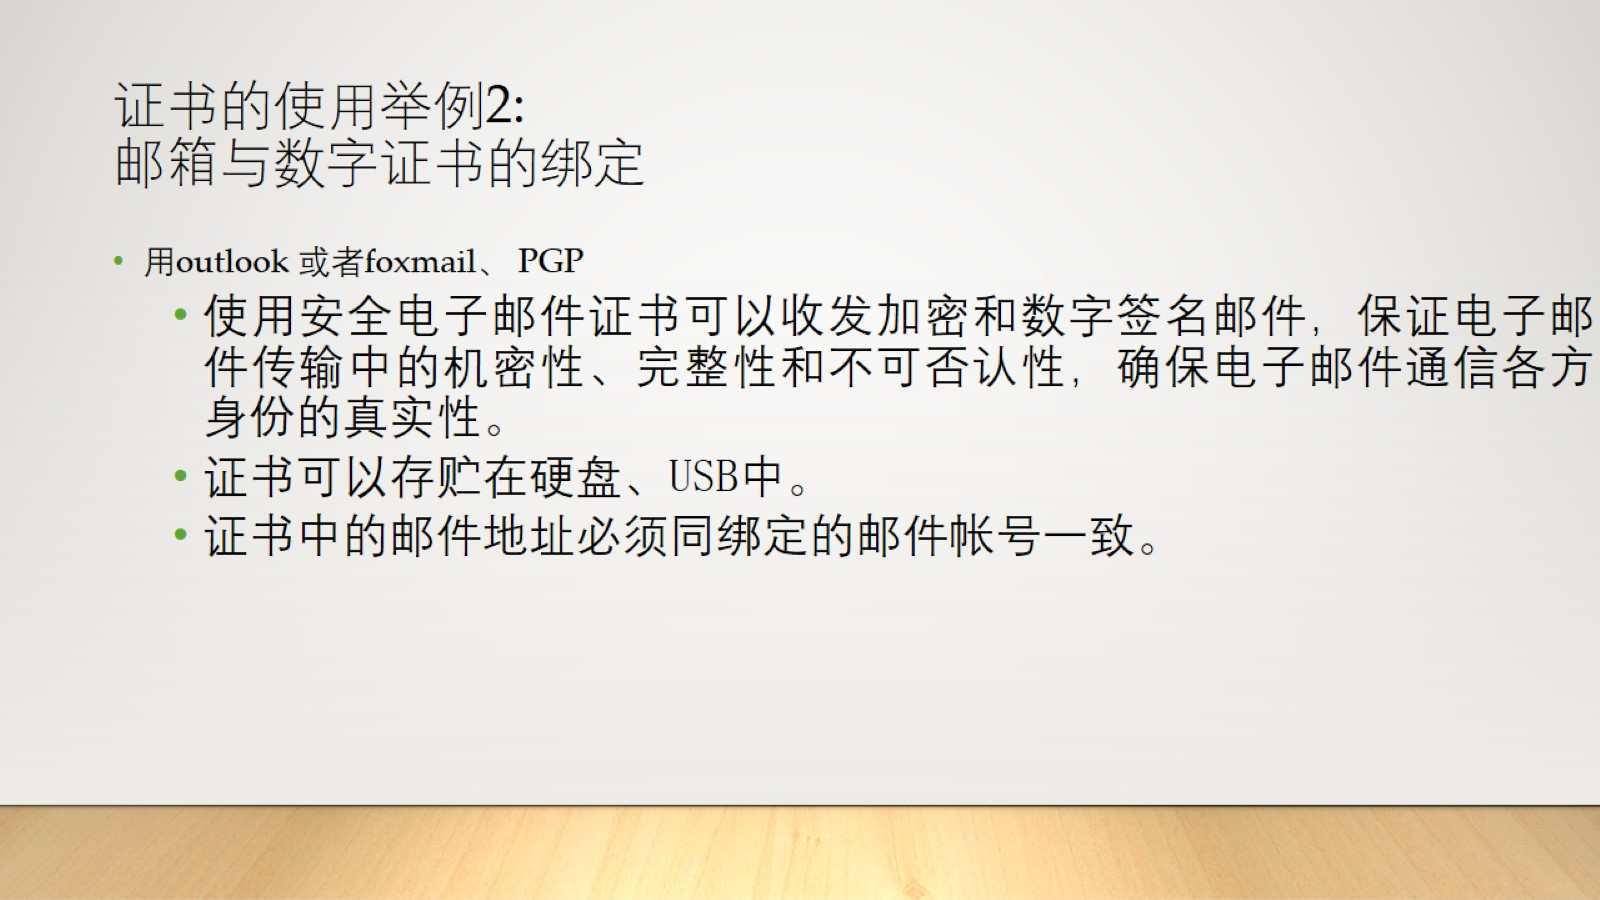 证书的使用举例2:
邮箱与数字证书的绑定
• 用outlook 或者foxmail、 PGP
• 使用安全电子邮件证书可以收发加密和数字签名邮件，保证电子邮
件传输中的机密性、完整性和不可否认性，确保电子邮件通信各方
身份的真实性。
• 证书可以存贮在硬盘、USB中。
• 证书中的邮件地址必须同绑定的邮件帐号一致。